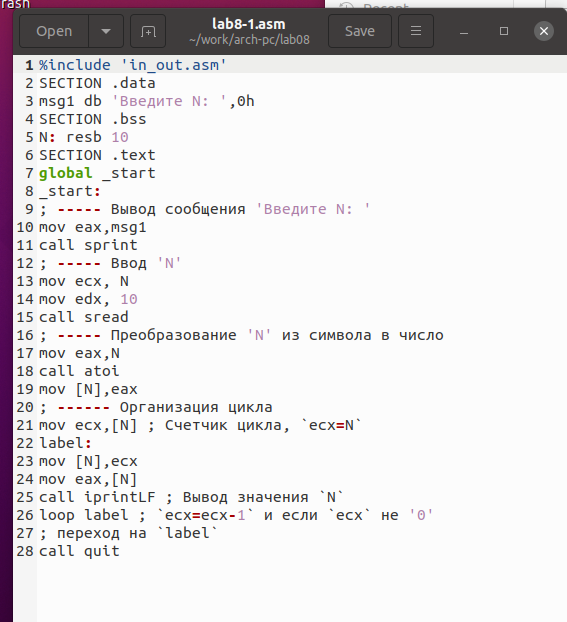 rash
Recent
Open
lab8-1.asm
~/work/arch-pc/lab08
Save
1 %include 'in_out.asm'
2 SECTION .data
3 msg1 db 'Введите N: ',0h
4 SECTION .bss
5 N: resb 10
6 SECTION .text
7 global _start
8 _start:
9 ; ----- Вывод сообщения 'Введите N: '
10 mov eax,msg1
11 call sprint
12 ; ----- Ввод 'N'
13 mov ecx, N
14 mov edx, 10
15 call sread
16 ; ----- Преобразование 'N' из символа в число
17 mov eax,N
18 call atoi
19 mov [N],eax
20 ; ------ Организация цикла
21 mov ecx,[N] ; Счетчик цикла, `ecx=N`
22 label:
23 mov [N],ecx
24 mov eax,[N]
25 call iprintLF ; Вывод значения `N`
26 loop label ; `ecx=ecx-1` и если `ecx` не '0'
27 ; переход на `label`
28 call quit